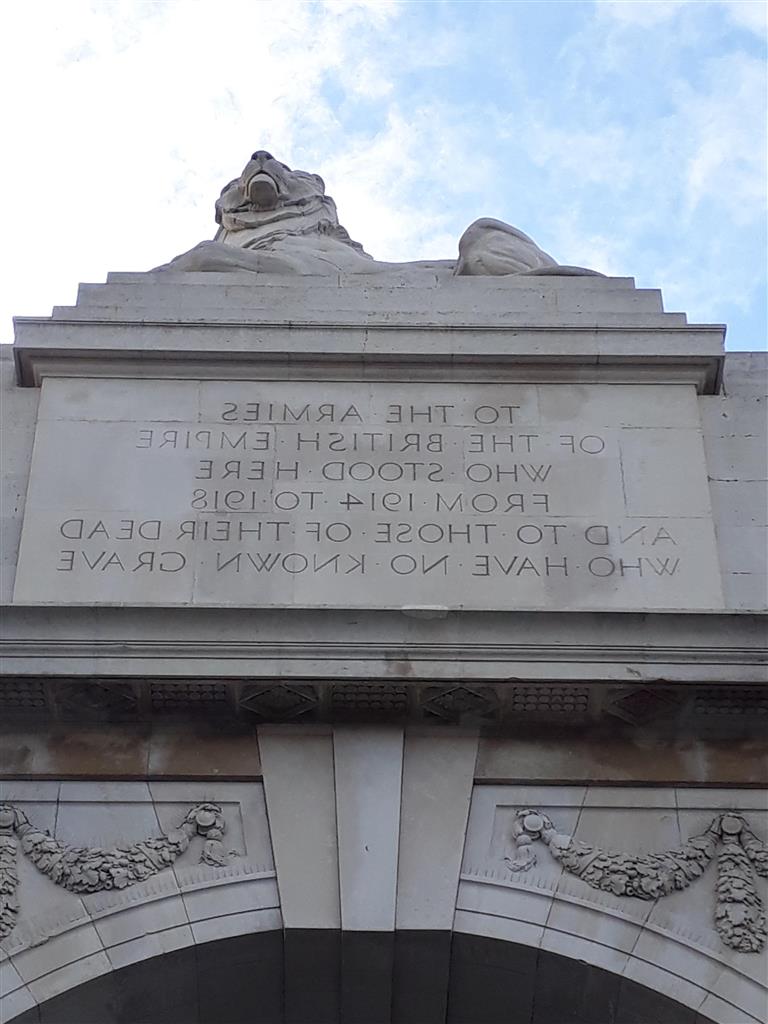 TO · THE · ARMIES
OF · THE · BRITISH · EMPIRE
WHO · STOOD · HERE
FROM · 1914 · TO · 1918
AND · TO · THOSE · OF · THEIR · DEAD
WHO · HAVE · NO · KNOWN · GRAVE